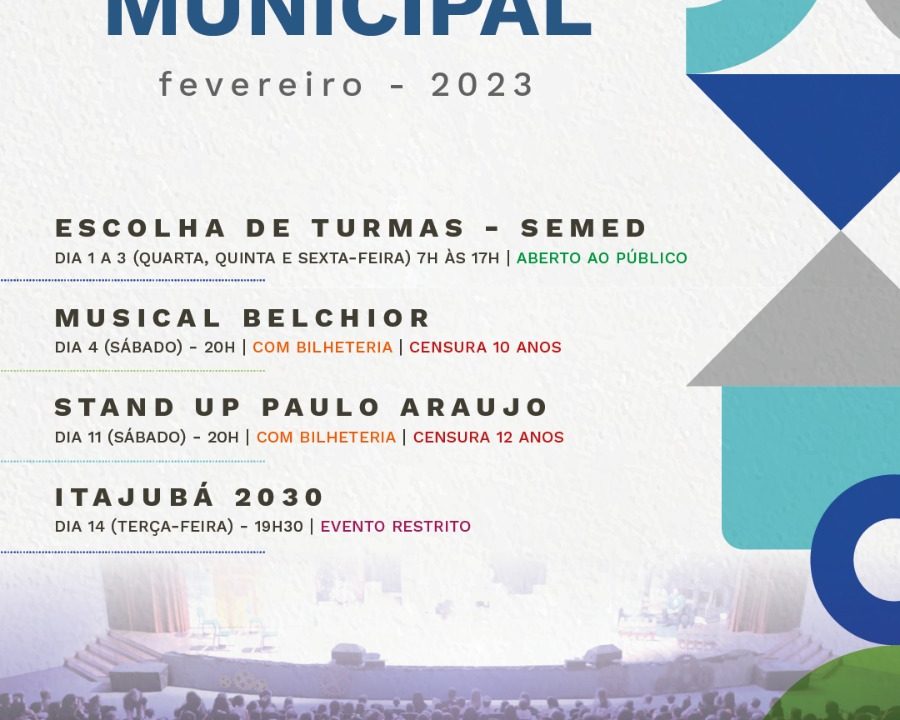 MUNICIPAL
fevereiro - 2023
ESCOLHA DE TURMAS - SEMED
DIA 1 A 3 (QUARTA, QUINTA E SEXTA-FEIRA) 7H ÀS 17H | ABERTO AO PÚBLICO
MUSICAL BELCHIOR
DIA 4 (SÁBADO) - 20H | COM BILHETERIA | CENSURA 10 ANOS
STAND UP PAULO ARAUJO
DIA 11 (SÁBADO) - 20H | COM BILHETERIA | CENSURA 12 ANOS
ITAJUBÁ 2030
DIA 14 (TERÇA-FEIRA) - 19H30 | EVENTO RESTRITO